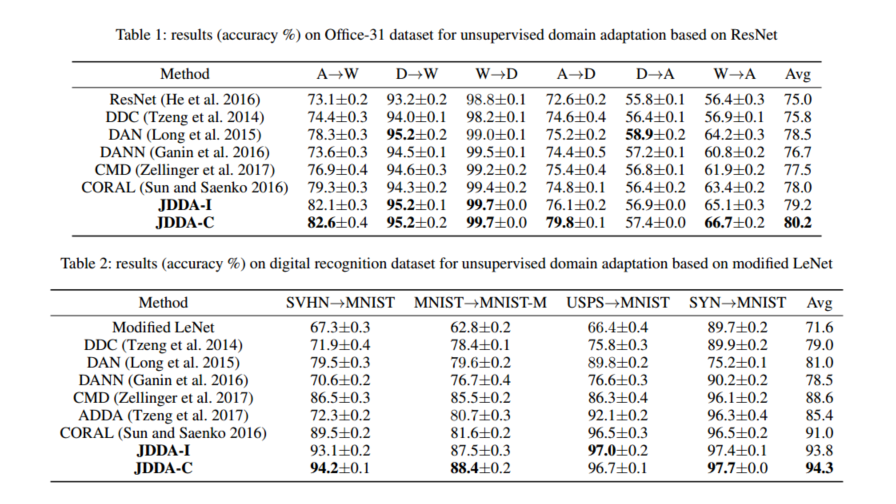 Table 1: results (accuracy %) on Office-31 dataset for unsupervised domain adaptation based on ResNet
Method A→W D→W W→D A→D D→A W→A Avg
ResNet (He et al. 2016) 73.1±0.2 93.2±0.2 98.8±0.1 72.6±0.2 55.8±0.1 56.4±0.3 75.0
DDC (Tzeng et al. 2014) 74.4±0.3 94.0±0.1 98.2±0.1 74.6±0.4 56.4±0.1 56.9±0.1 75.8
DAN (Long et al. 2015) 78.3±0.3 95.2±0.2 99.0±0.1 75.2±0.2 58.9±0.2 64.2±0.3 78.5
DANN (Ganin et al. 2016) 73.6±0.3 94.5±0.1 99.5±0.1 74.4±0.5 57.2±0.1 60.8±0.2 76.7
CMD (Zellinger et al. 2017) 76.9±0.4 94.6±0.3 99.2±0.2 75.4±0.4 56.8±0.1 61.9±0.2 77.5
CORAL (Sun and Saenko 2016) 79.3±0.3 94.3±0.2 99.4±0.2 74.8±0.1 56.4±0.2 63.4±0.2 78.0
JDDA-I 82.1±0.3 95.2±0.1 99.7±0.0 76.1±0.2 56.9±0.0 65.1±0.3 79.2
JDDA-C 82.6±0.4 95.2±0.2 99.7±0.0 79.8±0.1 57.4±0.0 66.7±0.2 80.2
Table 2: results (accuracy %) on digital recognition dataset for unsupervised domain adaptation based on modified LeNet
Method SVHN→MNIST MNIST→MNIST-M USPS→MNIST SYN→MNIST Avg
Modified LeNet 67.3±0.3 62.8±0.2 66.4±0.4 89.7±0.2 71.6
DDC (Tzeng et al. 2014) 71.9±0.4 78.4±0.1 75.8±0.3 89.9±0.2 79.0
DAN (Long et al. 2015) 79.5±0.3 79.6±0.2 89.8±0.2 75.2±0.1 81.0
DANN (Ganin et al. 2016) 70.6±0.2 76.7±0.4 76.6±0.3 90.2±0.2 78.5
CMD (Zellinger et al. 2017) 86.5±0.3 85.5±0.2 86.3±0.4 96.1±0.2 88.6
ADDA (Tzeng et al. 2017) 72.3±0.2 80.7±0.3 92.1±0.2 96.3±0.4 85.4
CORAL (Sun and Saenko 2016) 89.5±0.2 81.6±0.2 96.5±0.3 96.5±0.2 91.0
JDDA-I 93.1±0.2 87.5±0.3 97.0±0.2 97.4±0.1 93.8
JDDA-C 94.2±0.1 88.4±0.2 96.7±0.1 97.7±0.0 94.3